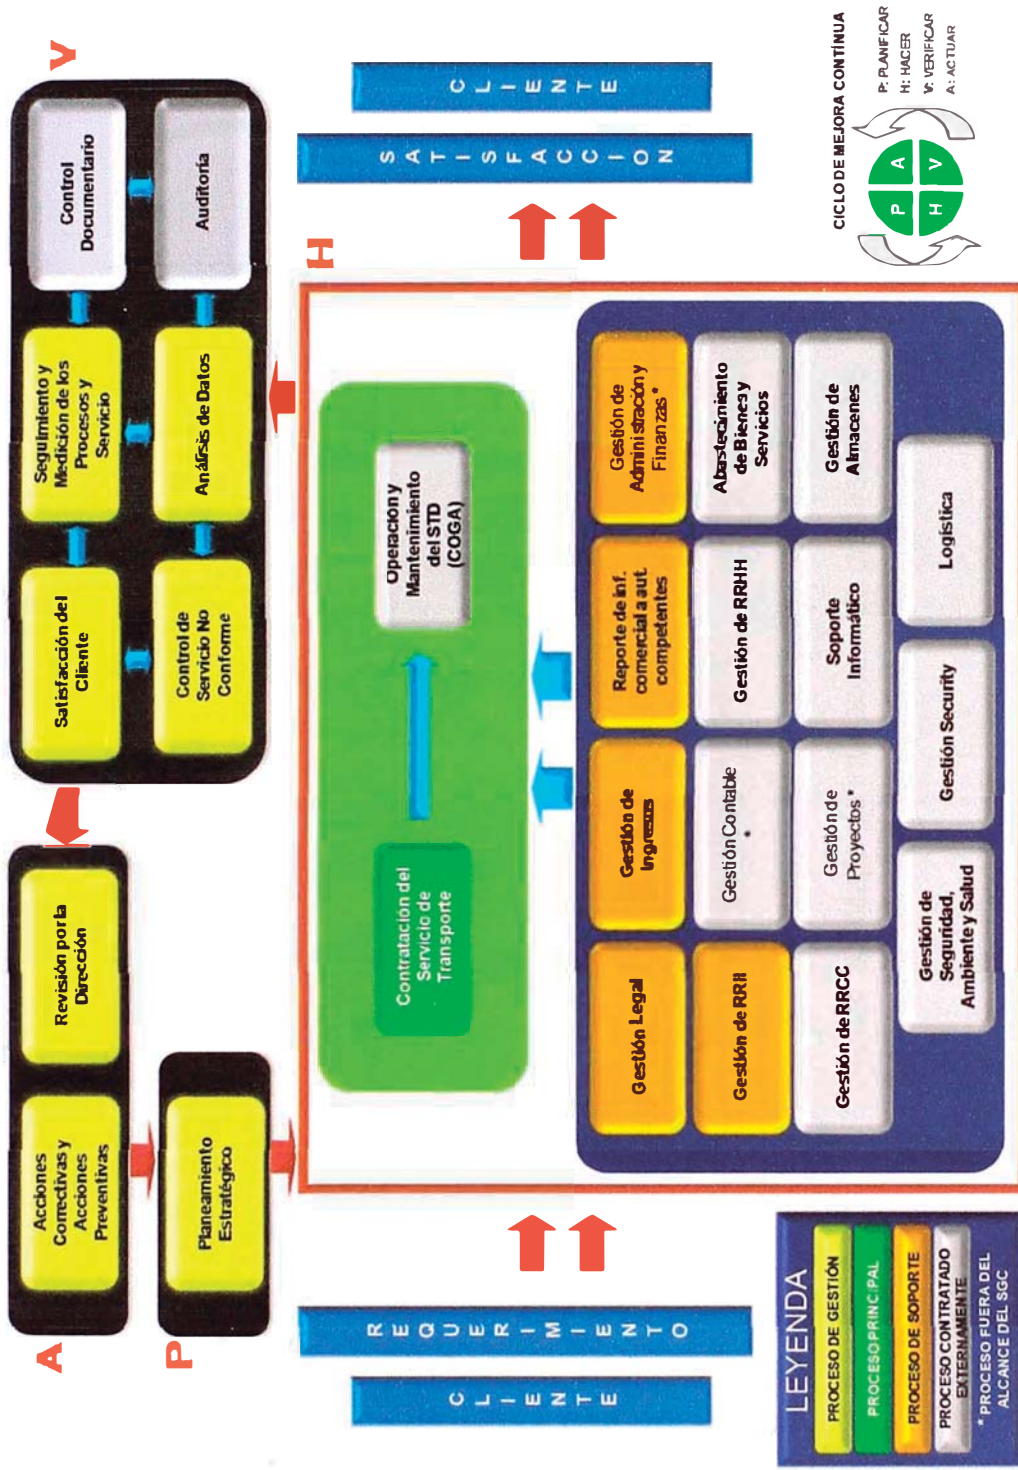 A
Acciones
Correctivas y
Acciones
Preventivas
Revisión por la
Dirección
P
Planeamiento
Estratégico
V
Satisfacción del
Cliente
Seguimiento y
Medición de los
Procesos y
Servicio
Control
Documentario
Control de
Servicio No
Conforme
Análisis de Datos
Auditoría
H
CLIENTE
REQUERIMIENTO
Contratación del
Servicio de
Transporte
Operación y
Mantenimiento
del STD
(COGA)
SATISFACCION
CLIENTE
Gestión Legal
Gestión de
Ingresos
Reporte de inf.
comercial a aut.
competentes
Gestión de
Administración y
Finanzas *
Gestión de RRII
Gestión Contable
*
Gestión de RRHH
Abastecimiento
de Bienes y
Servicios
Gestión de RRCC
Gestión de
Proyectos *
Soporte
Informático
Gestión de
Almacenes
Gestión de
Seguridad,
Ambiente y Salud
Gestión Security
Logística
LEYENDA
PROCESO DE GESTIÓN
PROCESO PRINCIPAL
PROCESO DE SOPORTE
PROCESO CONTRATADO
EXTERNAMENTE
* PROCESO FUERA DEL
ALCANCE DEL SGC
CICLO DE MEJORA CONTÍNUA
P A
H V
P: PLANIFICAR
H: HACER
V: VERIFICAR
A: ACTUAR